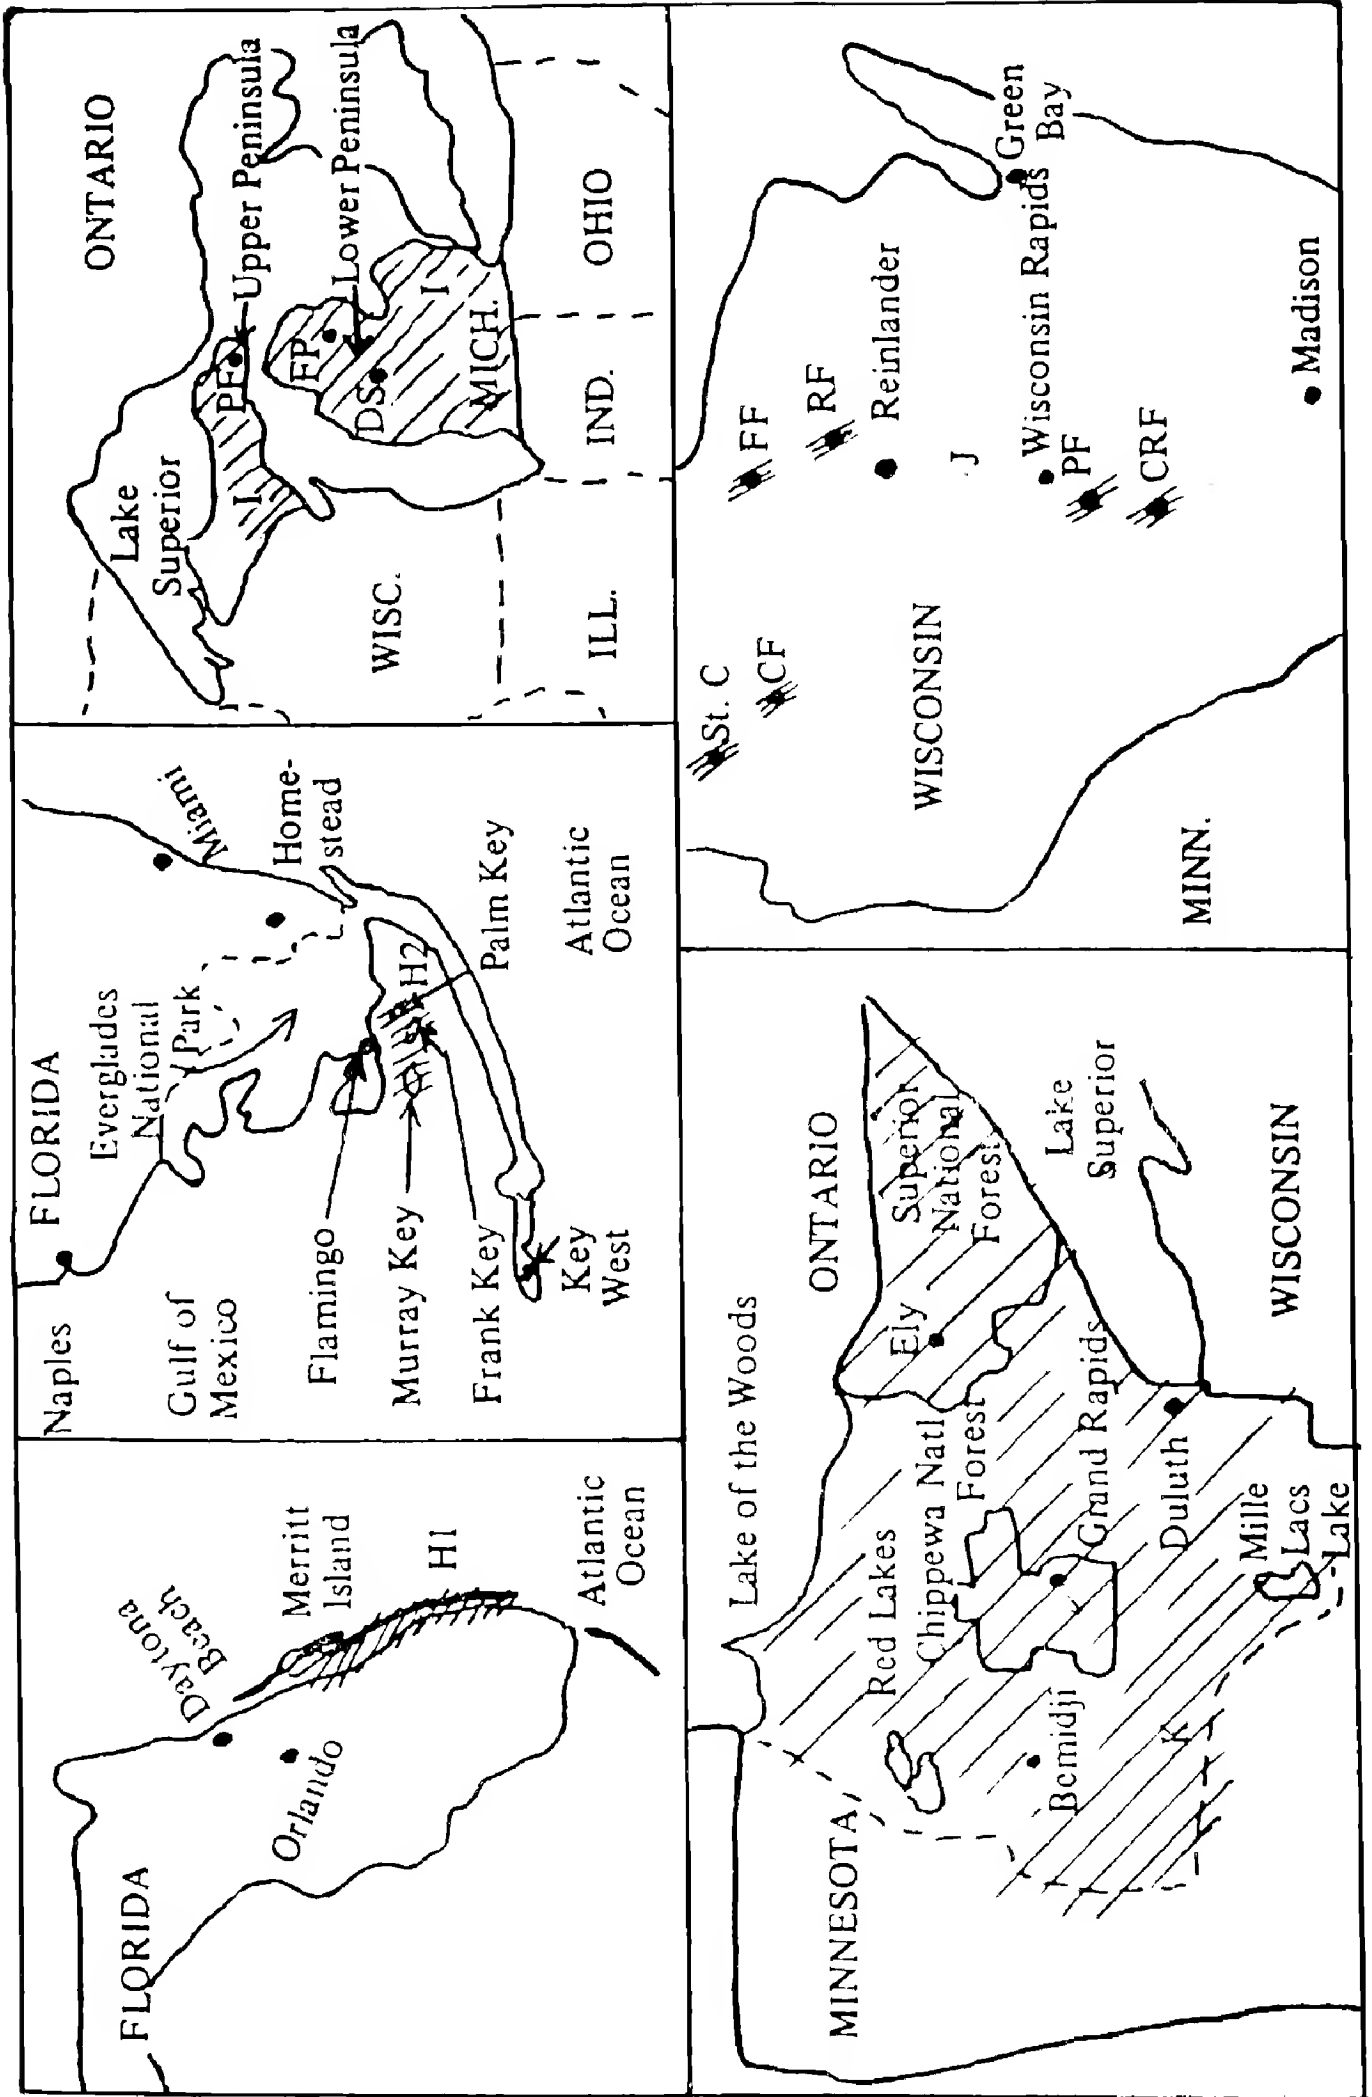 FLORIDA
Daytona
Beach
Orlando
Merritt
Island
H1
Atlantic
Ocean
Naples
FLORIDA
Everglades
National
Park
Miami
Home-
stead
Gulf of
Mexico
Flamingo
Murray Key
Frank Key
H2
Palm Key
Key
West
Atlantic
Ocean
ONTARIO
Lake
Superior
Upper Peninsula
PF
I
Lower Peninsula
FP
DS
I
MICH.
WISC.
ILL.
IND.
OHIO
MINNESOTA
Lake of the Woods
ONTARIO
Red Lakes
Chippewa Natl
Forest
Ely
Superior
National
Forest
Bemidji
Grand Rapids
Lake
Superior
K
Duluth
Mille
Lacs
Lake
WISCONSIN
St. C
CF
FF
RF
Reinlander
J
WISCONSIN
Wisconsin Rapids
Green
Bay
PF
CRF
MINN.
Madison